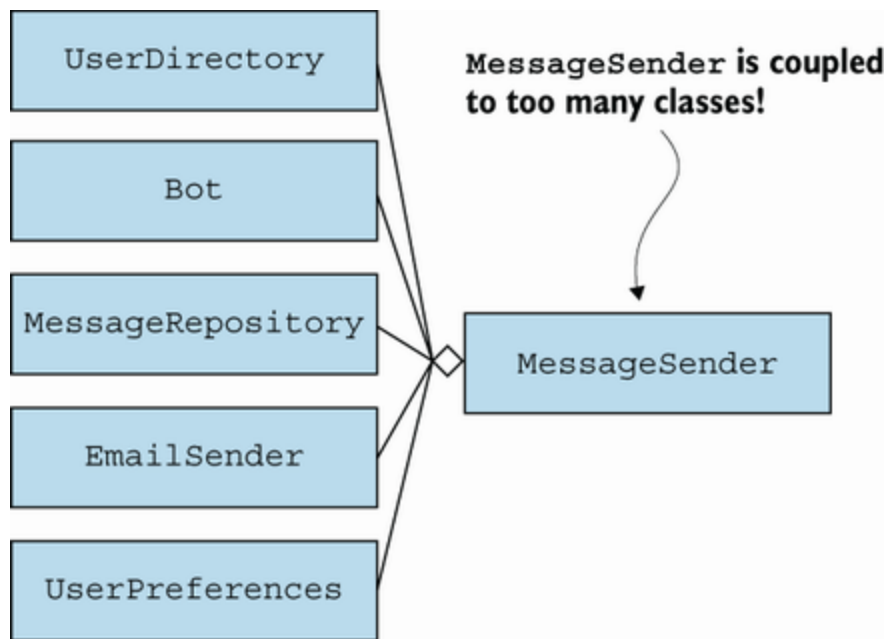 UserDirectory
MessageSender is coupled
to too many classes!
Bot
MessageRepository
MessageSender
EmailSender
UserPreferences